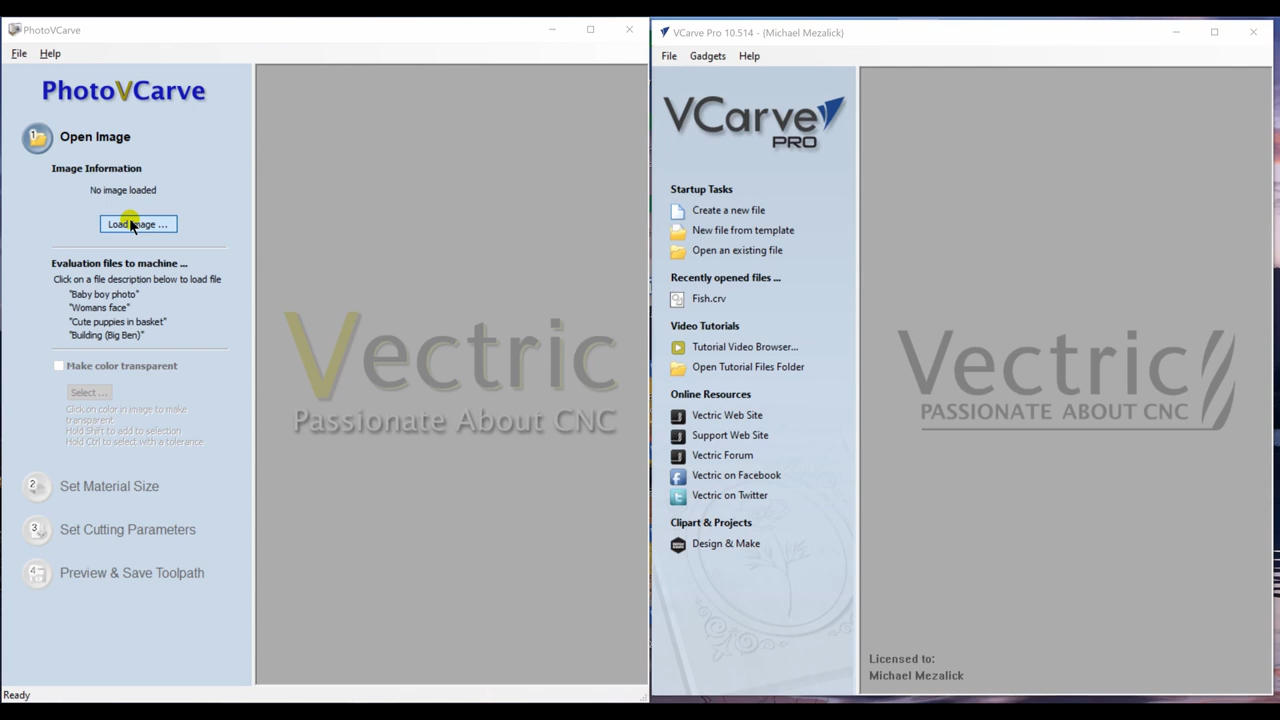 PhotoVCarve
File Help
PhotoVCarve
1 Open Image
Image Information
No image loaded
Load Image ...
Evaluation files to machine ...
Click on a file description below to load file
"Baby boy photo"
"Womans face"
"Cute puppies in basket"
"Building (Big Ben)"
Make color transparent
Select ...
Click on color in image to make
transparent
Hold Shift to add to selection
Hold Ctrl to select with a tolerance
2 Set Material Size
3 Set Cutting Parameters
4 Preview & Save Toolpath
Ready
Vectric
Passionate About CNC
VCarve Pro 10.514 - (Michael Mezalick)
File Gadgets Help
VCarve
PRO
Startup Tasks
Create a new file
New file from template
Open an existing file
Recently opened files ...
Fish.crv
Video Tutorials
Tutorial Video Browser...
Open Tutorial Files Folder
Online Resources
Vectric Web Site
Support Web Site
Vectric Forum
Vectric on Facebook
Vectric on Twitter
Clipart & Projects
Design & Make
Vectric
PASSIONATE ABOUT CNC
Licensed to:
Michael Mezalick